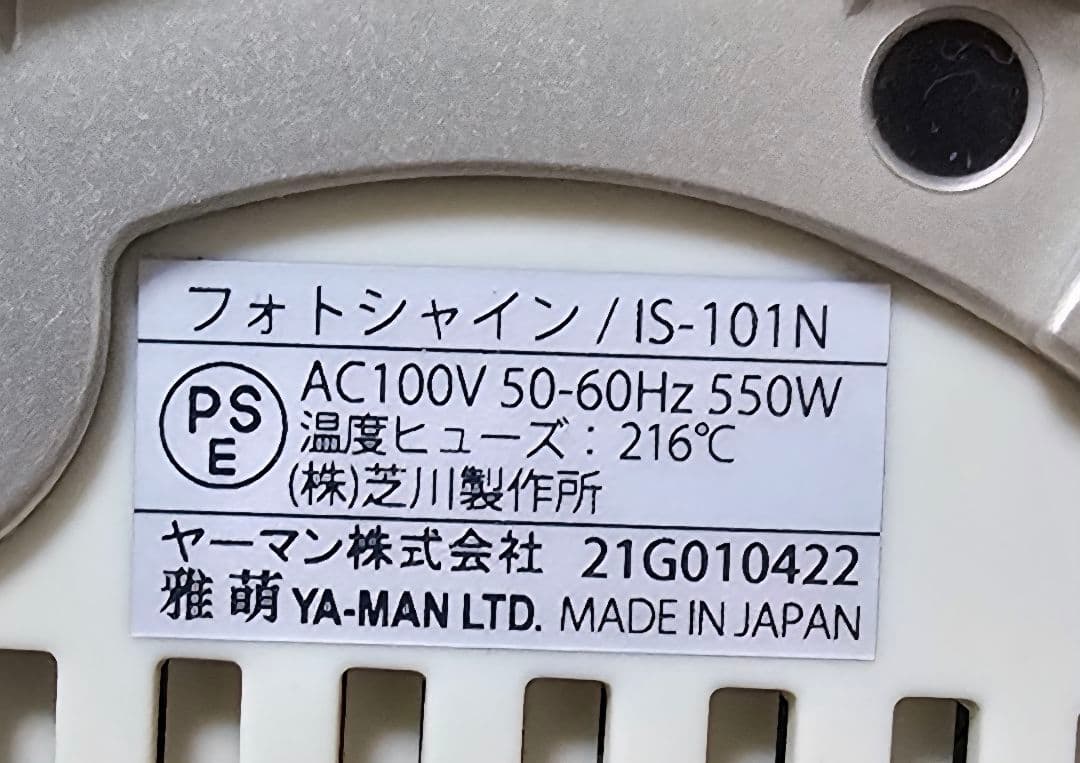 フォトシャイン / IS-101N
PSE
AC100V 50-60Hz 550W
温度ヒューズ：216℃
(株)芝川製作所
ヤーマン株式会社 21G010422
雅 萌 YA-MAN LTD. MADE IN JAPAN